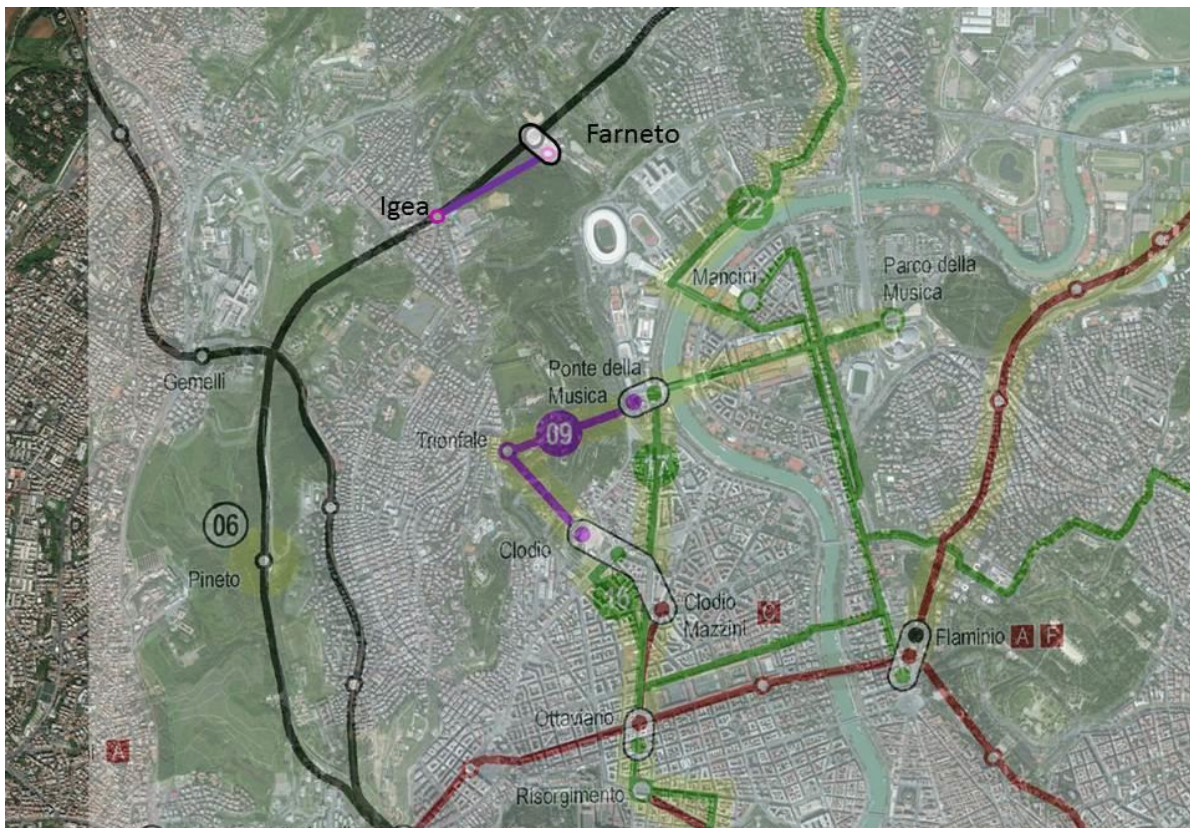 Farneto
Igea
22
Mancini
Parco della
Musica
Gemelli
Ponte della
Musica
09
Trionfale
17
06
Clodio
Pineto
16
Clodio
Mazzini
C
Flaminio A F
Ottaviano
A
Risorgimento